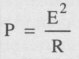 P = E²/R